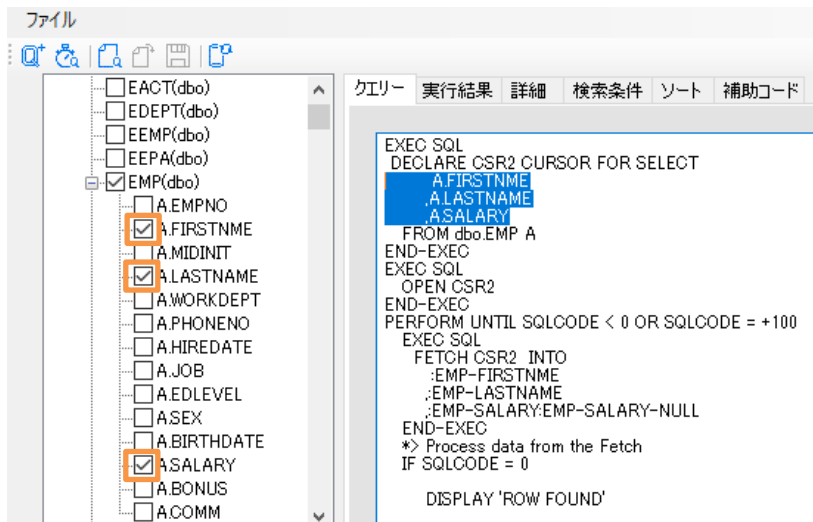 ファイル
EACT(dbo)
EDEPT(dbo)
EEMP(dbo)
EEPA(dbo)
EMP(dbo)
A.EMPNO
A.FIRSTNME
A.MIDINIT
A.LASTNAME
A.WORKDEPT
A.PHONENO
A.HIREDATE
A.JOB
A.EDLEVEL
A.SEX
A.BIRTHDATE
A.SALARY
A.BONUS
A.COMM
クエリー 実行結果 詳細 検索条件 ソート 補助コード
EXEC SQL
DECLARE CSR2 CURSOR FOR SELECT
A.FIRSTNME
,A.LASTNAME
,A.SALARY
FROM dbo.EMP A
END-EXEC
EXEC SQL
OPEN CSR2
END-EXEC
PERFORM UNTIL SQLCODE < 0 OR SQLCODE = +100
EXEC SQL
FETCH CSR2 INTO
:EMP-FIRSTNME
,:EMP-LASTNAME
,:EMP-SALARY:EMP-SALARY-NULL
END-EXEC
*> Process data from the Fetch
IF SQLCODE = 0
DISPLAY 'ROW FOUND'